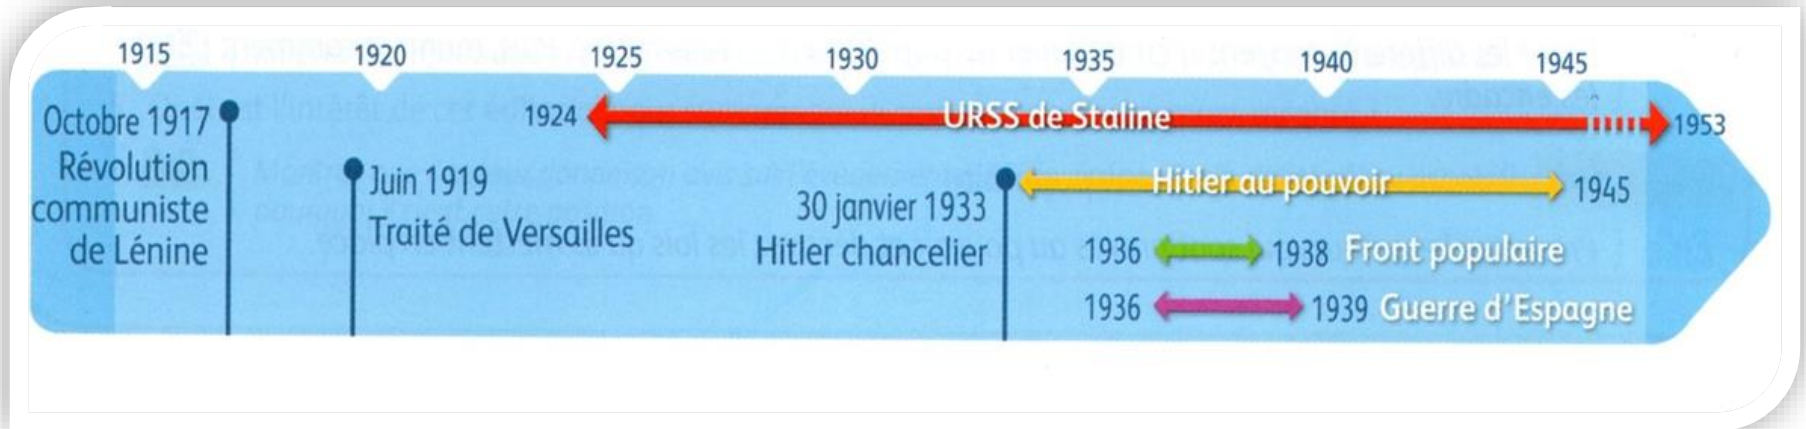 1915 1920 1925 1930 1935 1940 1945
Octobre 1917
Révolution
communiste
de Lénine
Juin 1919
Traité de Versailles
1924 URSS de Staline 1953
30 janvier 1933
Hitler chancelier
Hitler au pouvoir 1945
1936 1938 Front populaire
1936 1939 Guerre d'Espagne